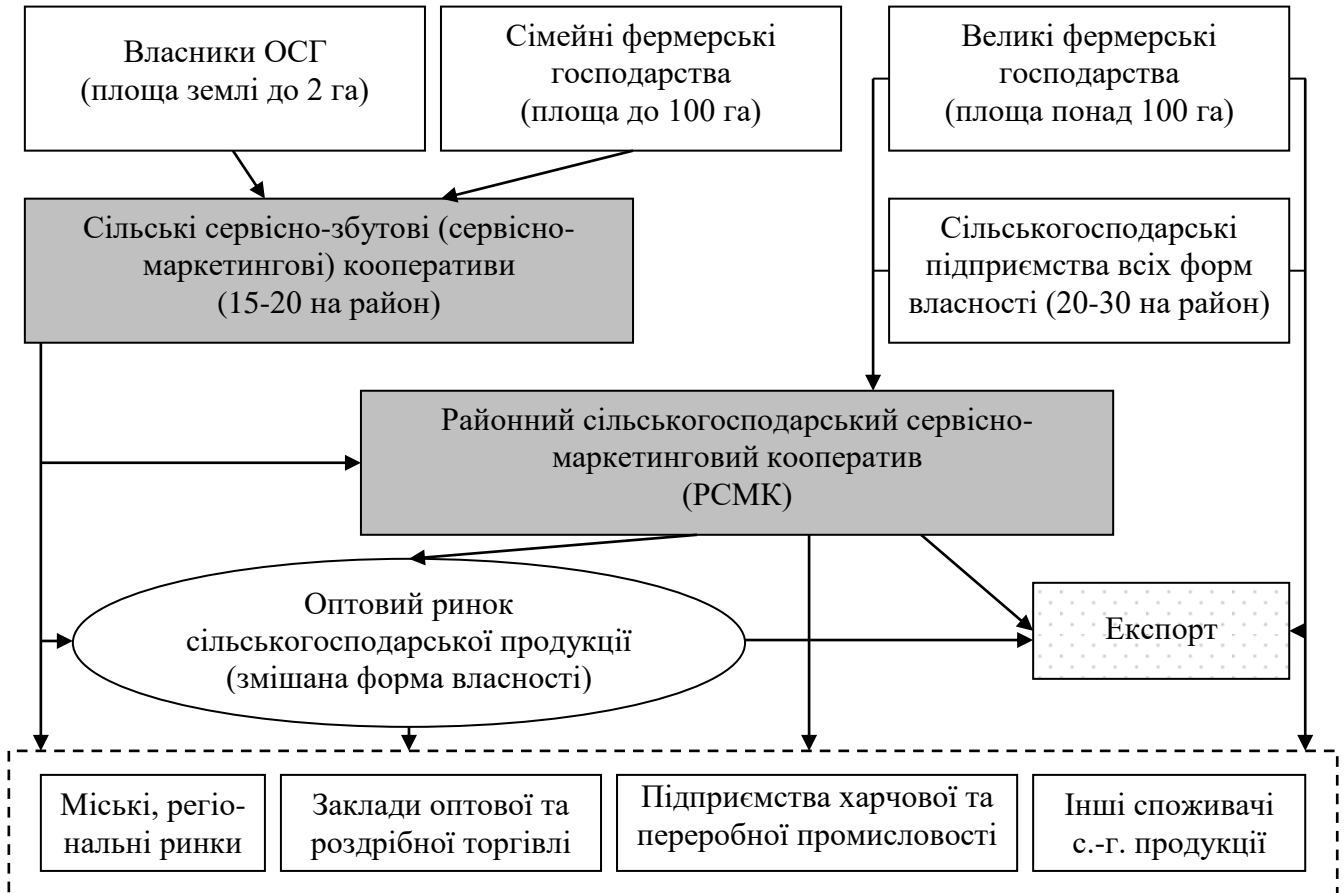 Власники ОСГ
(площа землі до 2 га)
Сімейні фермерські
господарства
(площа до 100 га)
Великі фермерські
господарства
(площа понад 100 га)
Сільські сервісно-збутові (сервісно-
маркетингові) кооперативи
(15-20 на район)
Сільськогосподарські
підприємства всіх форм
власності (20-30 на район)
Районний сільськогосподарський сервісно-
маркетинговий кооператив
(РСМК)
Оптовий ринок
сільськогосподарської продукції
(змішана форма власності)
Експорт
Міські, регіо-
нальні ринки
Заклади оптової та
роздрібної торгівлі
Підприємства харчової та
переробної промисловості
Інші споживачі
с.-г. продукції